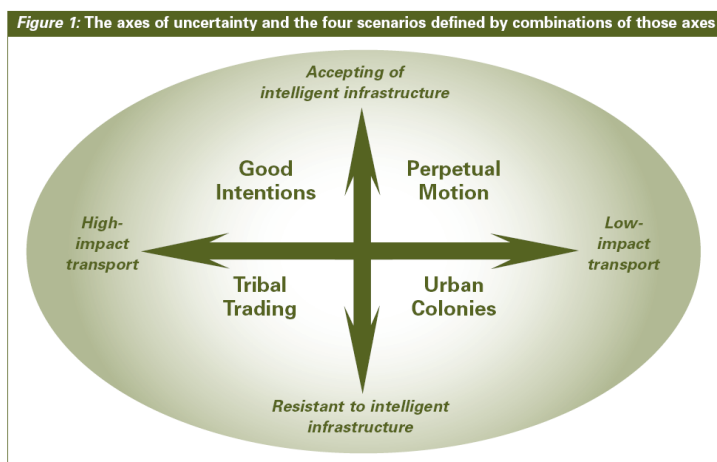 Figure 1: The axes of uncertainty and the four scenarios defined by combinations of those axes
Accepting of
intelligent infrastructure
Good
Intentions
Perpetual
Motion
High-
impact
transport
Low-
impact
transport
Tribal
Trading
Urban
Colonies
Resistant to intelligent
infrastructure